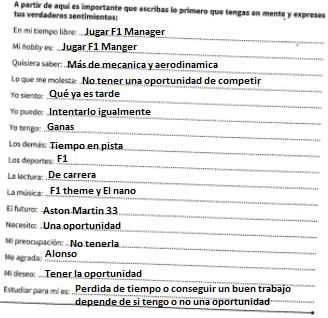 A partir de aquí es importante que escribas lo primero que tengas en mente y expreses
tus verdaderos sentimientos:
En mi tiempo libre: Jugar F1 Manager
Mi hobby es: Jugar F1 Manger
Quisiera saber: Más de mecanica y aerodinamica
Lo que me molesta: No tener una oportunidad de competir
Yo siento: Qué ya es tarde
Yo puedo: Intentarlo igualmente
Yo tengo: Ganas
Los demás: Tiempo en pista
Los deportes: F1
La lectura: De carrera
La música: F1 theme y El nano
El futuro: Aston Martin 33
Necesito: Una oportunidad
Mi preocupación: No tenerla
Me agrada: Alonso
Mi deseo: Tener la oportunidad
Estudiar para mí es: Perdida de tiempo o conseguir un buen trabajo
depende de si tengo o no una oportunidad